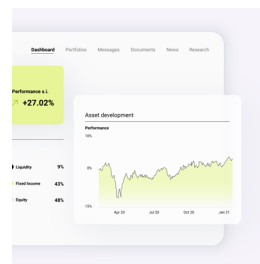 Dashboard Portfolios Messages Documents News Research
Performance s.i.
+27.02%
Liquidity 9%
Fixed Income 43%
Equity 48%
Asset development
Performance
10%
0%
15%
Apr 20 Jul 20 Oct 20 Jan 21